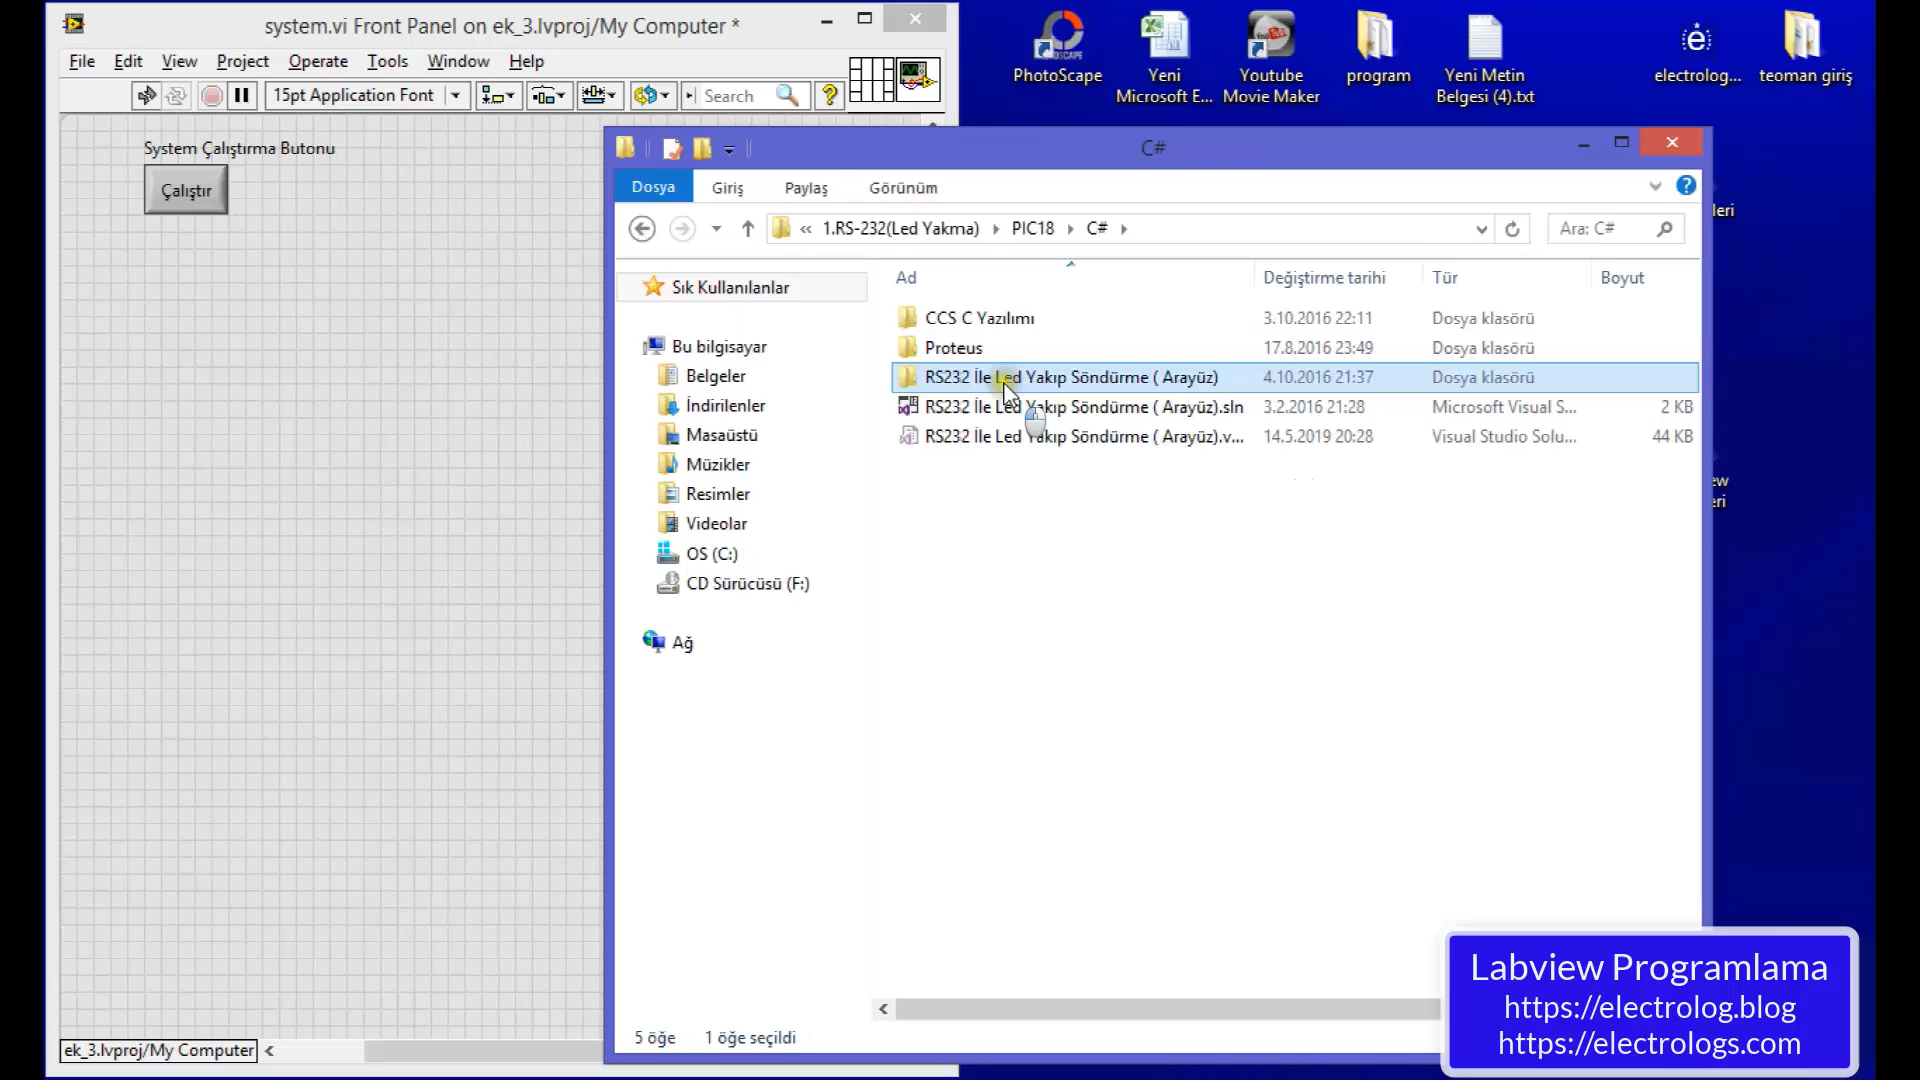 system.vi Front Panel on ek_3.lvproj/My Computer *
File Edit View Project Operate Tools Window Help
15pt Application Font
Search
System Çalıştırma Butonu
Çalıştır
ek_3.lvproj/My Computer
PhotoScape
Yeni
Microsoft E...
Youtube
Movie Maker
program
Yeni Metin
Belgesi (4).txt
electrolog...
teoman giriş
leri
ew
eri
C#
Dosya Giriş Paylaş Görünüm
« 1.RS-232(Led Yakma) PIC18 C#
Ara: C#
Sık Kullanılanlar
Bu bilgisayar
Belgeler
İndirilenler
Masaüstü
Müzikler
Resimler
Videolar
OS (C:)
CD Sürücüsü (F:)
Ağ
Ad Değiştirme tarihi Tür Boyut
CCS C Yazılımı 3.10.2016 22:11 Dosya klasörü
Proteus 17.8.2016 23:49 Dosya klasörü
RS232 İle Led Yakıp Söndürme ( Arayüz) 4.10.2016 21:37 Dosya klasörü
RS232 İle Led Yakıp Söndürme ( Arayüz).sln 3.2.2016 21:28 Microsoft Visual S... 2 KB
RS232 İle Led Yakıp Söndürme ( Arayüz).v... 14.5.2019 20:28 Visual Studio Solu... 44 KB
5 öğe 1 öğe seçildi
Labview Programlama
https://electrolog.blog
https://electrologs.com